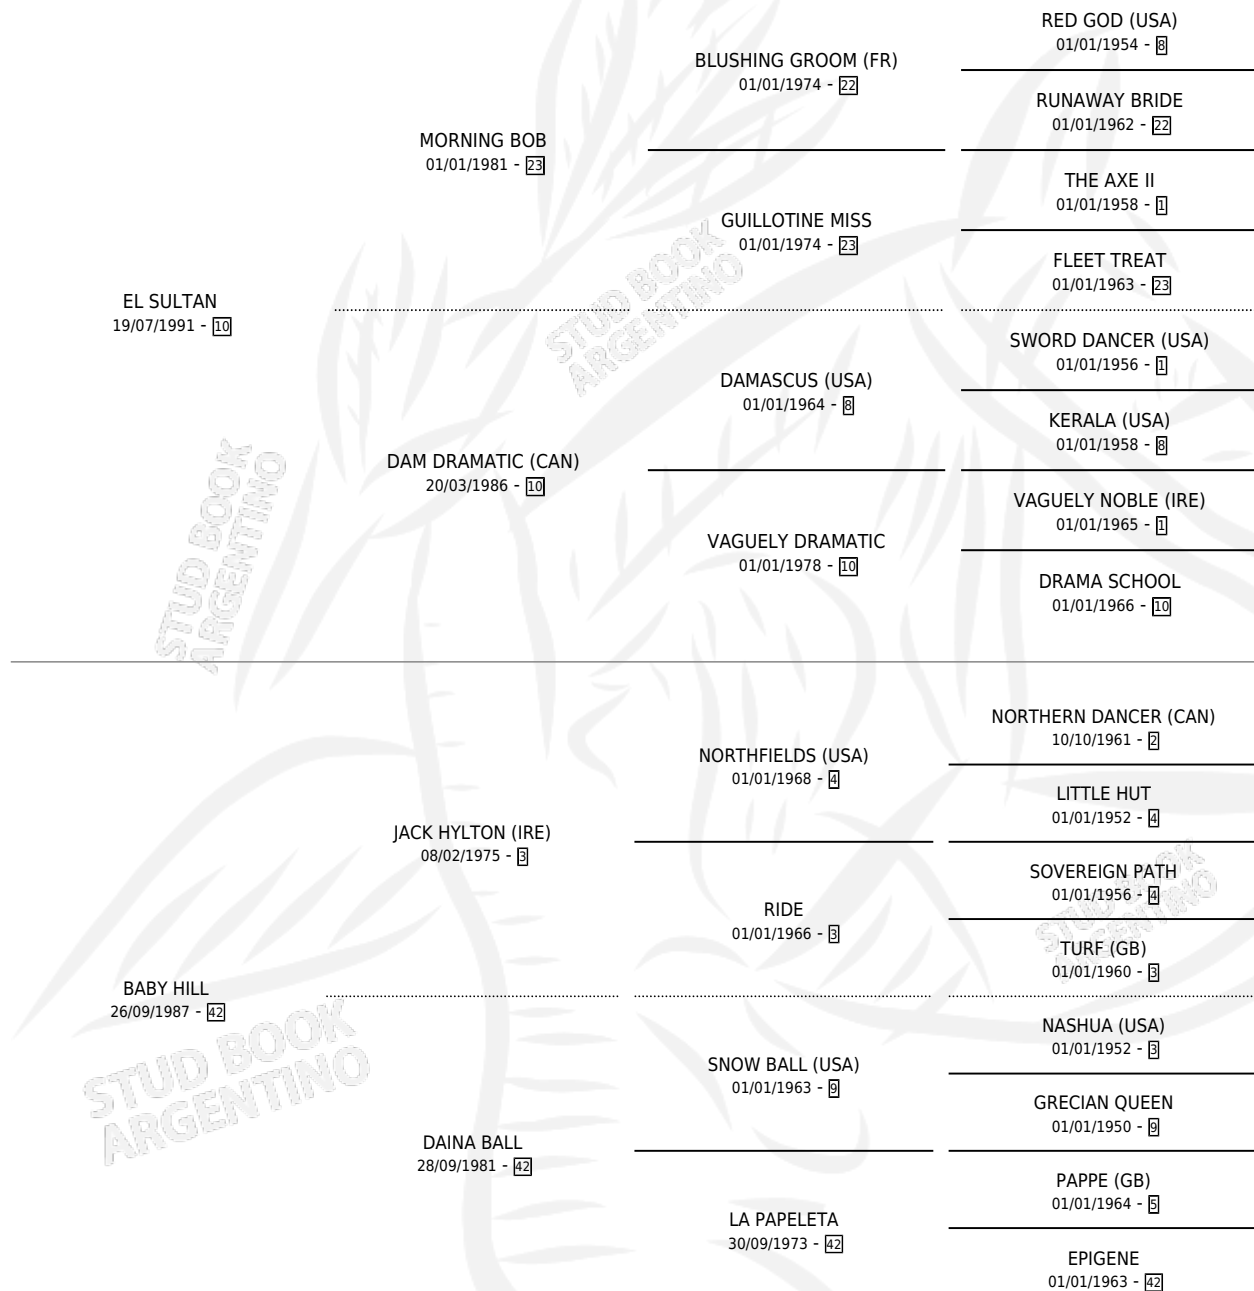 RED GOD (USA)
01/01/1954 - 8
BLUSHING GROOM (FR)
01/01/1974 - 22
RUNAWAY BRIDE
01/01/1962 - 22
MORNING BOB
01/01/1981 - 23
THE AXE II
01/01/1958 - 1
GUILLOTINE MISS
01/01/1974 - 23
FLEET TREAT
01/01/1963 - 23
EL SULTAN
19/07/1991 - 10
SWORD DANCER (USA)
01/01/1956 - 1
DAMASCUS (USA)
01/01/1964 - 8
KERALA (USA)
01/01/1958 - 8
DAM DRAMATIC (CAN)
20/03/1986 - 10
VAGUELY NOBLE (IRE)
01/01/1965 - 1
VAGUELY DRAMATIC
01/01/1978 - 10
DRAMA SCHOOL
01/01/1966 - 10
NORTHERN DANCER (CAN)
10/10/1961 - 2
NORTHFIELDS (USA)
01/01/1968 - 4
LITTLE HUT
01/01/1952 - 4
JACK HYLTON (IRE)
08/02/1975 - 3
SOVEREIGN PATH
01/01/1956 - 4
RIDE
01/01/1966 - 3
TURF (GB)
01/01/1960 - 3
BABY HILL
26/09/1987 - 42
NASHUA (USA)
01/01/1952 - 3
SNOW BALL (USA)
01/01/1963 - 9
GRECIAN QUEEN
01/01/1950 - 9
DAINA BALL
28/09/1981 - 42
PAPPE (GB)
01/01/1964 - 5
LA PAPELETA
30/09/1973 - 42
EPIGENE
01/01/1963 - 42
STUD BOOK
ARGENTINO
STUD BOOK
ARGENTINO
STUD BOOK
ARGENTINO
STUD BOOK
ARGENTINO